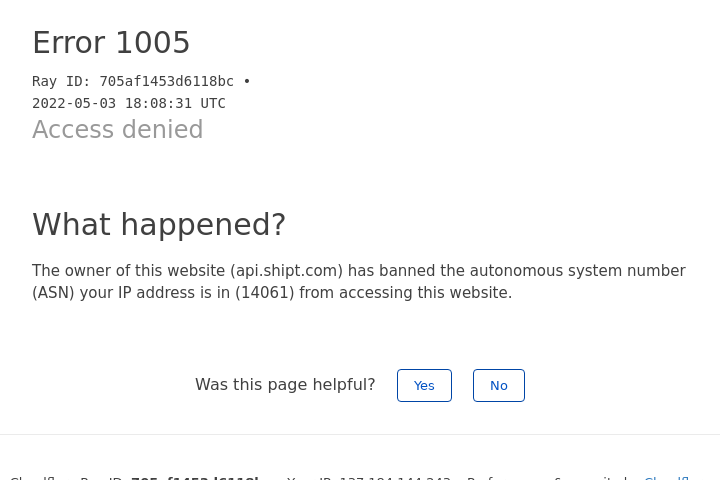 Error 1005
Ray ID: 705af1453d6118bc •
2022-05-03 18:08:31 UTC
Access denied
What happened?
The owner of this website (api.shipt.com) has banned the autonomous system number
(ASN) your IP address is in (14061) from accessing this website.
Was this page helpful? Yes No